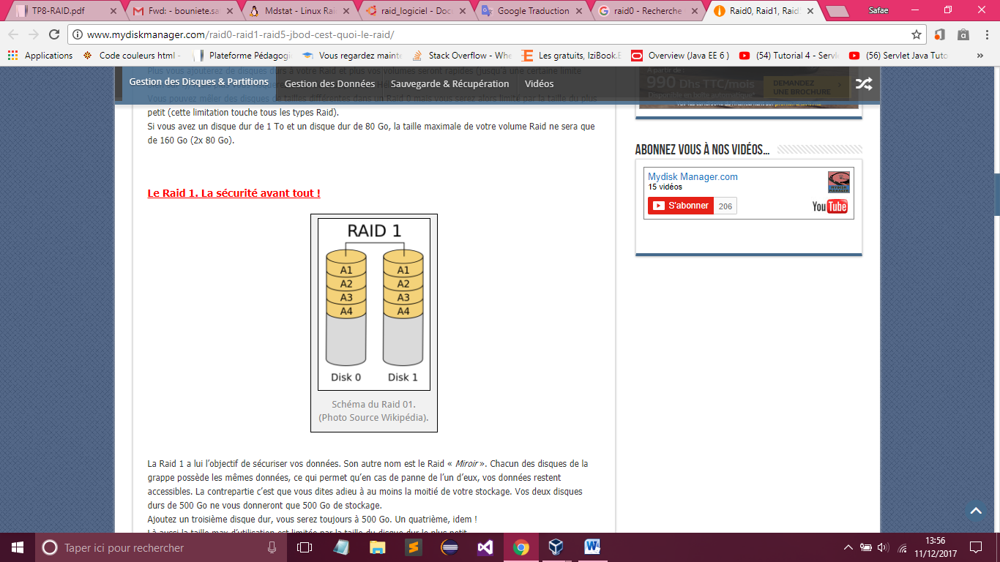 TP8-RAID.pdf
Fwd: - bouniete.sa
Mdstat - Linux Rai
raid_logiciel - Doc
Google Traduction
raid0 - Recherche
Raid0, Raid1, Raid
Safae
www.mydiskmanager.com/raid0-raid1-raid5-jbod-cest-quoi-le-raid/
Applications
Code couleurs html -
Plateforme Pédagogi
Vous regardez mainte
Stack Overflow - Whe
Les gratuits, IziBook.E
Overview (Java EE 6 )
(54) Tutorial 4 - Servl
(56) Servlet Java Tuto
»
Plus vous ajouterez de disques durs à votre Raid et plus vos volumes seront rapides (jusqu'à une certaine limite
Gestion des Disques & Partitions
Gestion des Données
Sauvegarde & Récupération
Vidéos
Vous pouvez mêler des disques de tailles différentes dans un Raid 0 mais vous serez alors limité par la taille du plus
petit (cette limitation touche tous les types Raid).
Si vous avez un disque dur de 1 To et un disque dur de 80 Go, la taille maximale de votre volume Raid ne sera que
de 160 Go (2x 80 Go).
A partir de :
990 Dhs TTC/mois
*Disponible en boîte automatique*
DEMANDEZ
UNE BROCHURE
Le Raid 1. La sécurité avant tout !
RAID 1
A1
A2
A3
A4
Disk 0
A1
A2
A3
A4
Disk 1
Schéma du Raid 01.
(Photo Source Wikipédia).
La Raid 1 a lui l'objectif de sécuriser vos données. Son autre nom est le Raid « Miroir ». Chacun des disques de la
grappe possède les mêmes données, ce qui permet qu'en cas de panne de l'un d'eux, vos données restent
accessibles. La contrepartie c'est que vous dites adieu à au moins la moitié de votre stockage. Vos deux disques
durs de 500 Go ne vous donneront que 500 Go de stockage.
Ajoutez un troisième disque dur, vous serez toujours à 500 Go. Un quatrième, idem !
Là aussi la taille max d'utilisation est limitée par la taille du disque dur le plus petit.
ABONNEZ VOUS À NOS VIDÉOS...
Mydisk Manager.com
15 vidéos
S'abonner
206
MYDISK
MANAGER
YouTube
Taper ici pour rechercher
13:56
11/12/2017